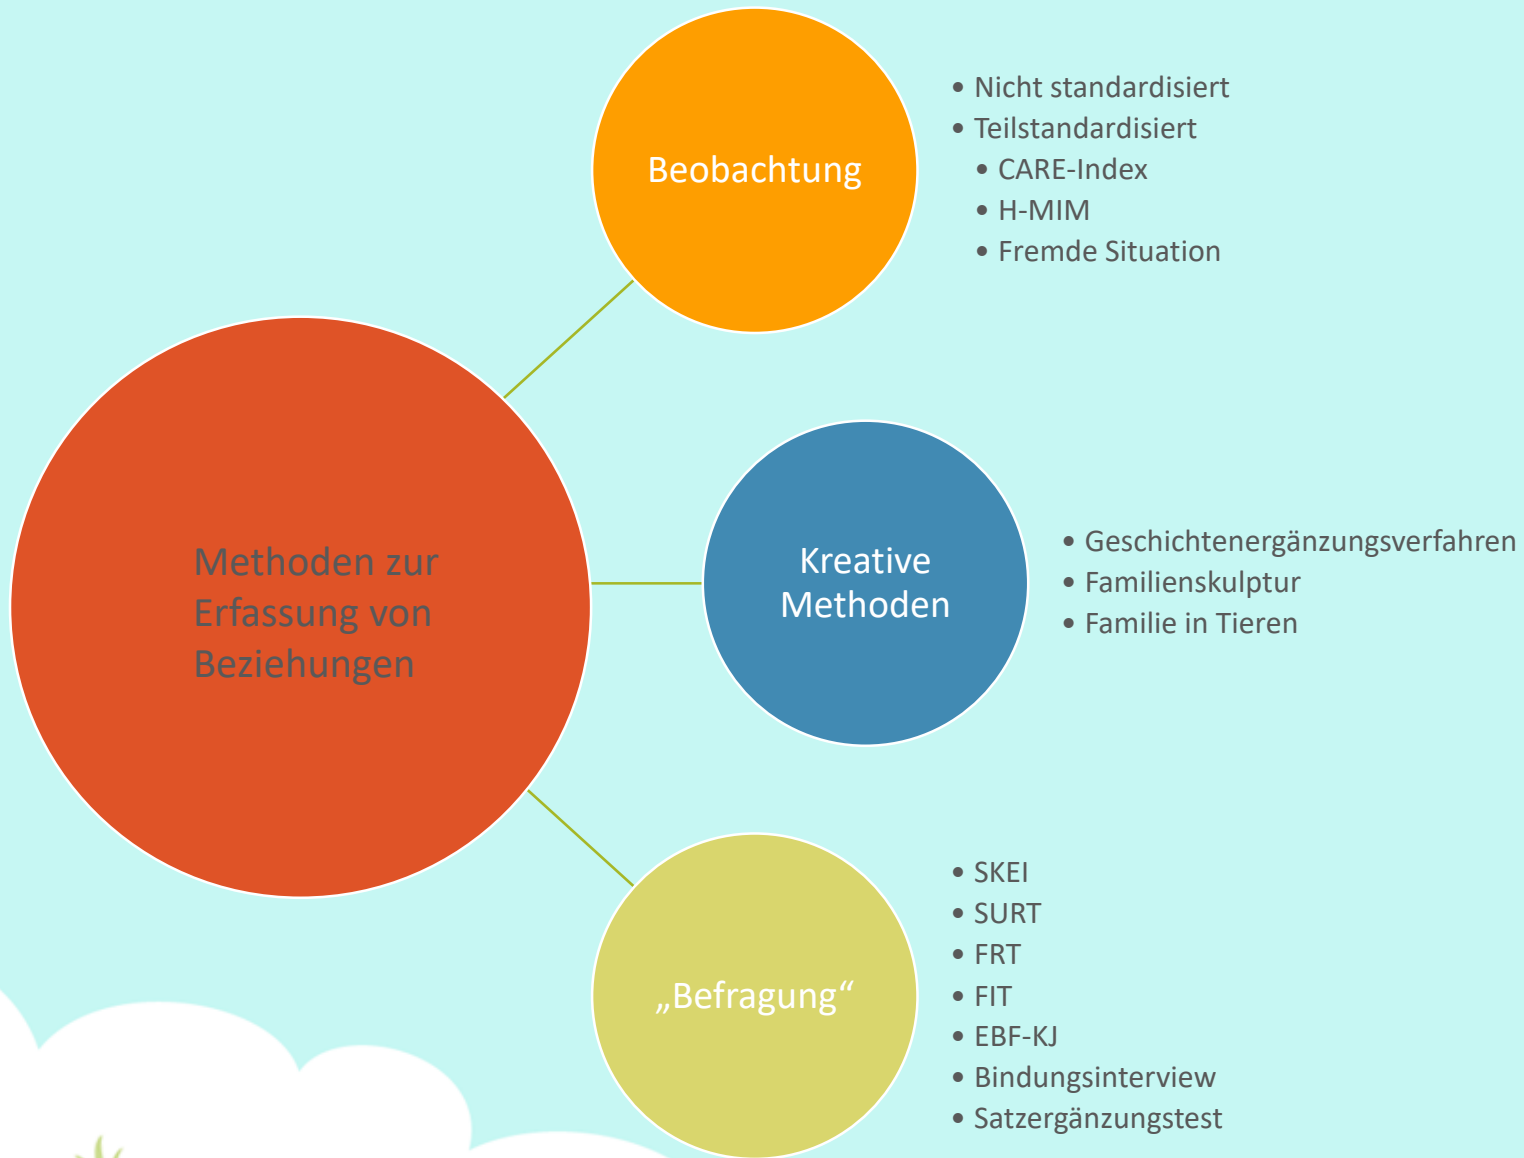 Methoden zur
Erfassung von
Beziehungen
Beobachtung
• Nicht standardisiert
• Teilstandardisiert
• CARE-Index
• H-MIM
• Fremde Situation
Kreative
Methoden
• Geschichtenergänzungsverfahren
• Familienskulptur
• Familie in Tieren
„Befragung“
• SKEI
• SURT
• FRT
• FIT
• EBF-KJ
• Bindungsinterview
• Satzergänzungstest